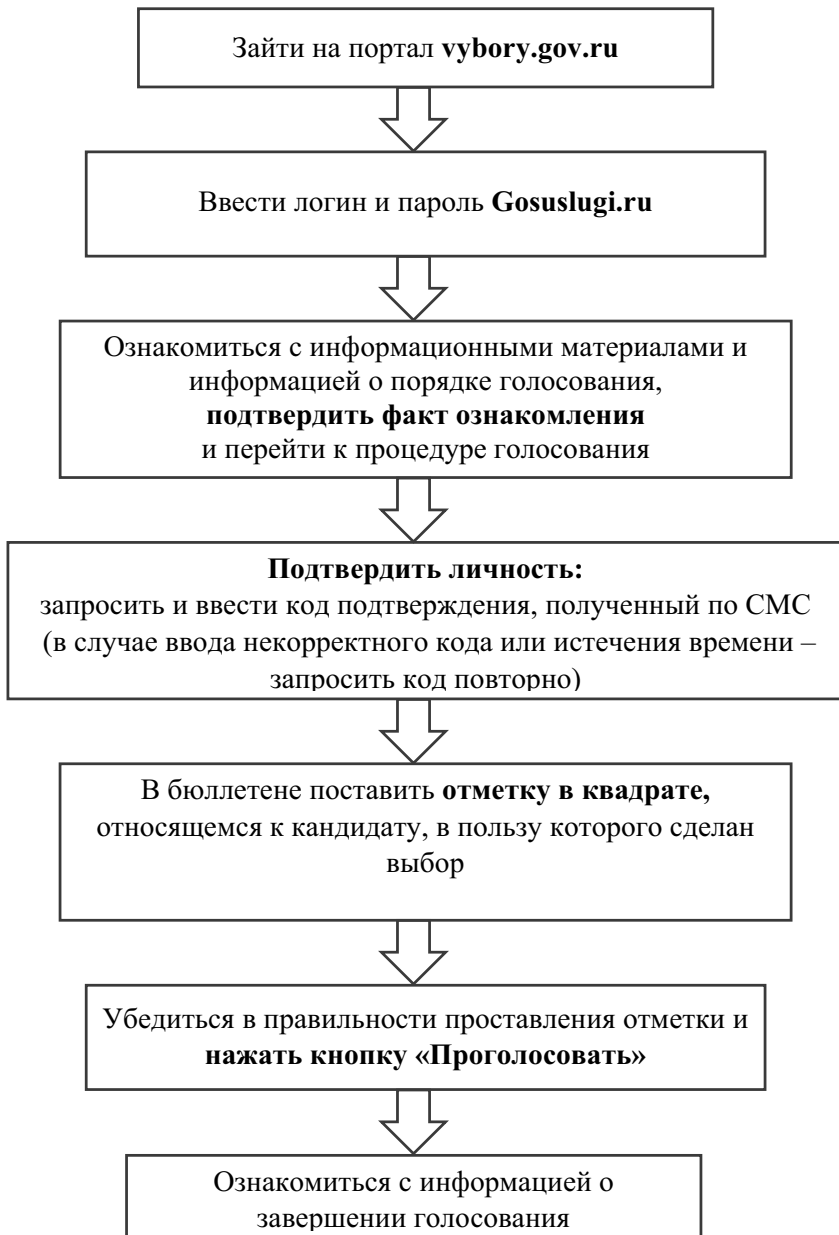 Зайти на портал vybory.gov.ru
Ввести логин и пароль Gosuslugi.ru
Ознакомиться с информационными материалами и
информацией о порядке голосования,
подтвердить факт ознакомления
и перейти к процедуре голосования
Подтвердить личность:
запросить и ввести код подтверждения, полученный по СМС
(в случае ввода некорректного кода или истечения времени –
запросить код повторно)
В бюллетене поставить отметку в квадрате,
относящемся к кандидату, в пользу которого сделан
выбор
Убедиться в правильности проставления отметки и
нажать кнопку «Проголосовать»
Ознакомиться с информацией о
завершении голосования